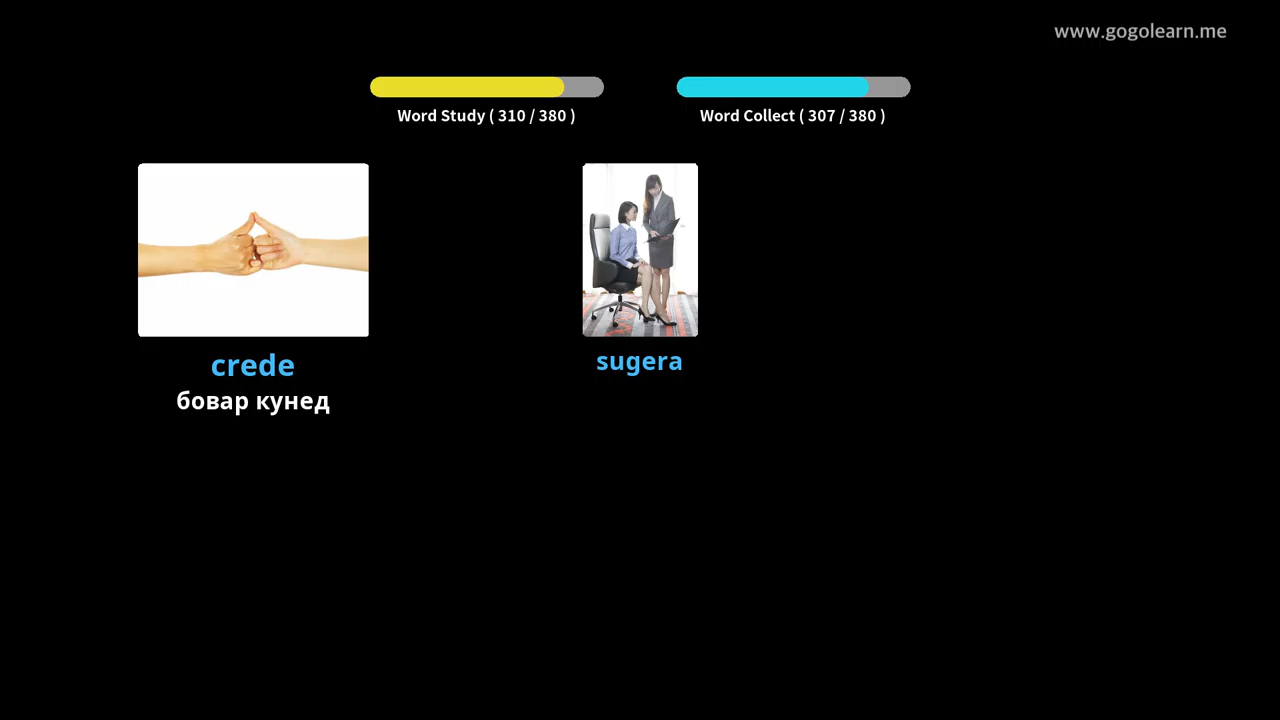 www.gogolearn.me
Word Study ( 310 / 380 )
Word Collect ( 307 / 380 )
crede
бовар кунед
sugera